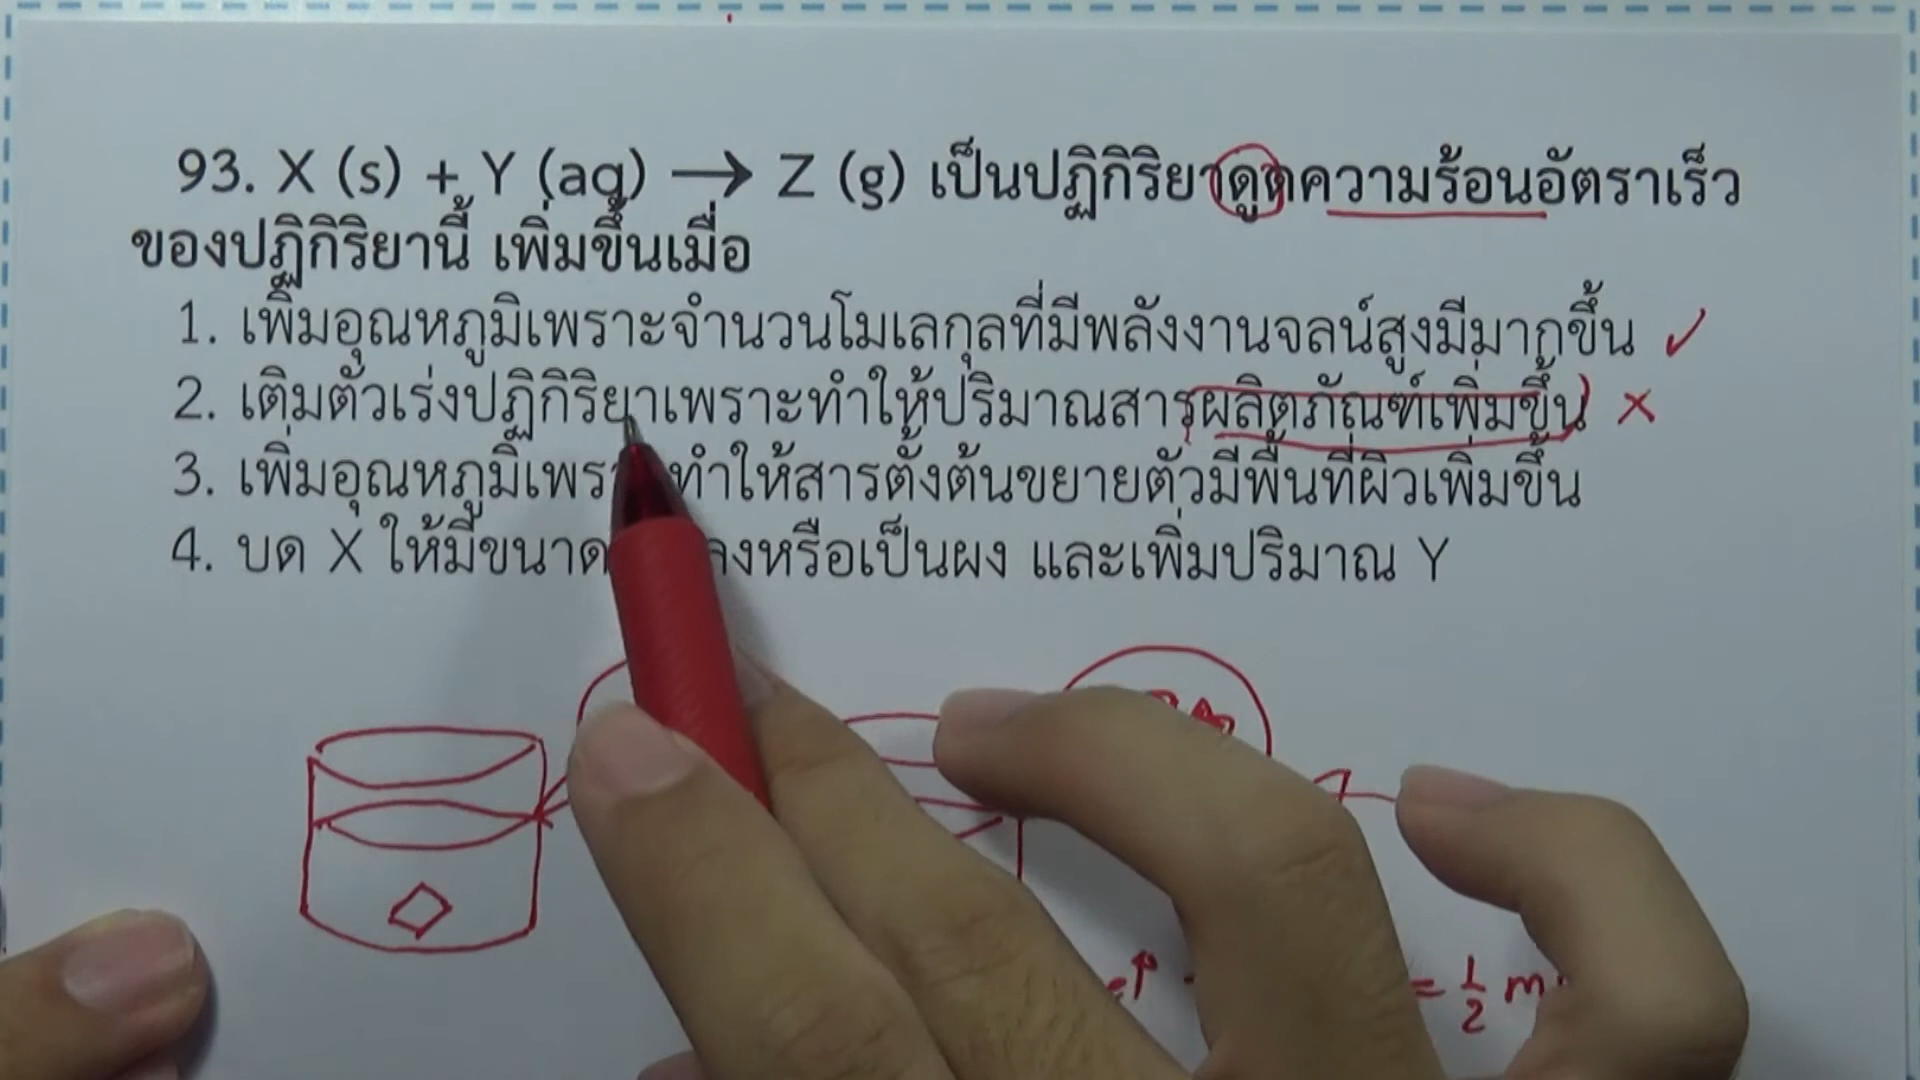 93. X (s) + Y (aq) → Z (g) เป็นปฏิกิริยาดูดความร้อนอัตราเร็ว
ของปฏิกิริยานี้ เพิ่มขึ้นเมื่อ
1. เพิ่มอุณหภูมิเพราะจำนวนโมเลกุลที่มีพลังงานจลน์สูงมีมากขึ้น ✓
2. เติมตัวเร่งปฏิกิริยาเพราะทำให้ปริมาณสารผลิตภัณฑ์เพิ่มขึ้น ×
3. เพิ่มอุณหภูมิเพรา ทำให้สารตั้งต้นขยายตัวมีพื้นที่ผิวเพิ่มขึ้น
4. บด X ให้มีขนาด ลงหรือเป็นผง และเพิ่มปริมาณ Y
= 1/2 m